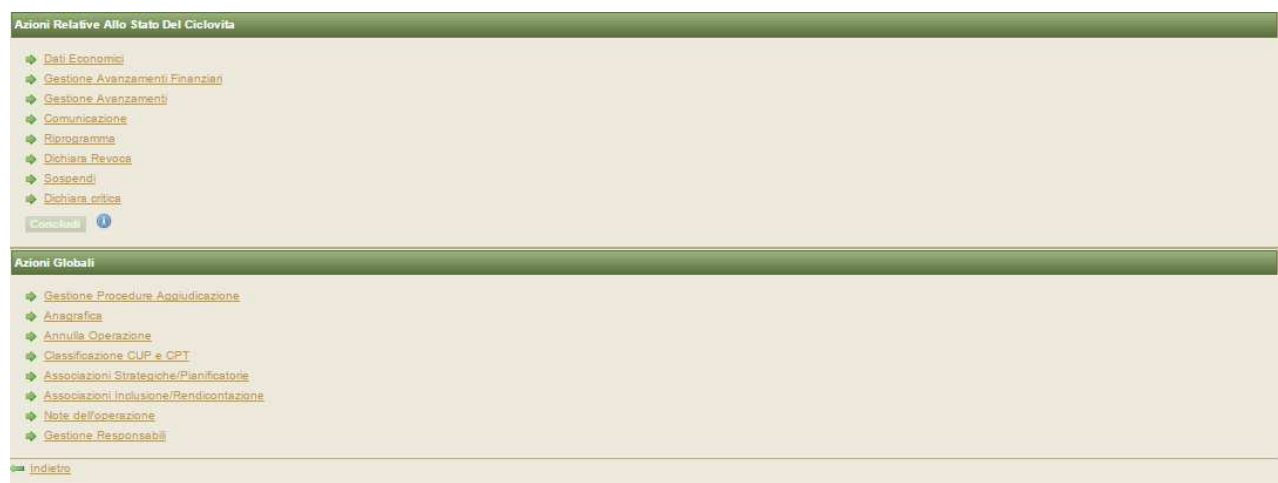 Azioni Relative Allo Stato Del Ciclovita
Dati Economici
Gestione Avanzamenti Finanziari
Gestione Avanzamenti
Comunicazione
Riprogramma
Dichiara Revoca
Sospendi
Dichiara critica
Concludi
Azioni Globali
Gestione Procedure Aggiudicazione
Anagrafica
Annulla Operazione
Classificazione CUP e CPT
Associazioni Strategiche/Pianificatorie
Associazioni Inclusione/Rendicontazione
Note dell'operazione
Gestione Responsabili
Indietro